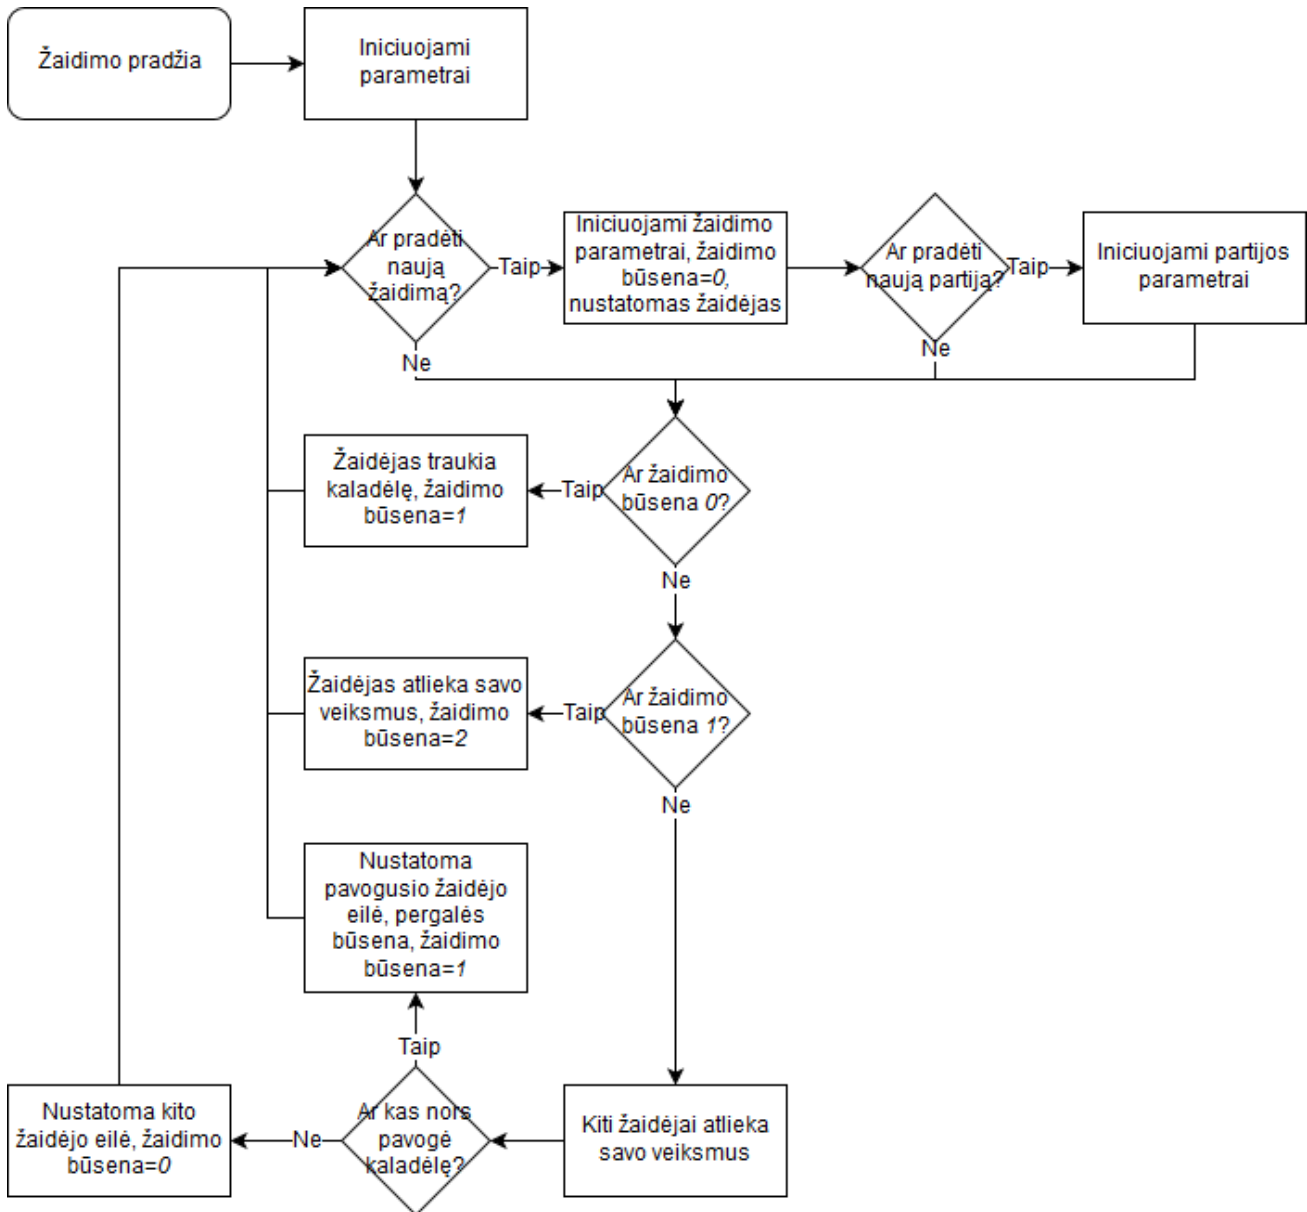 Žaidimo pradžia
Iniciuojami
parametrai
Ar pradėti
naują
žaidimą?
Taip
Iniciuojami žaidimo
parametrai, žaidimo
būsena=0,
nustatomas žaidėjas
Ar pradėti
naują partiją?
Taip
Iniciuojami partijos
parametrai
Ne
Ne
Žaidėjas traukia
kaladėlę, žaidimo
būsena=1
Taip
Ar žaidimo
būsena 0?
Ne
Žaidėjas atlieka savo
veiksmus, žaidimo
būsena=2
Taip
Ar žaidimo
būsena 1?
Ne
Nustatoma
pavogusio žaidėjo
eilė, pergalės
būsena, žaidimo
būsena=1
Taip
Nustatoma kito
žaidėjo eilė, žaidimo
būsena=0
Ne
Ar kas nors
pavogė
kaladėlę?
Kiti žaidėjai atlieka
savo veiksmus